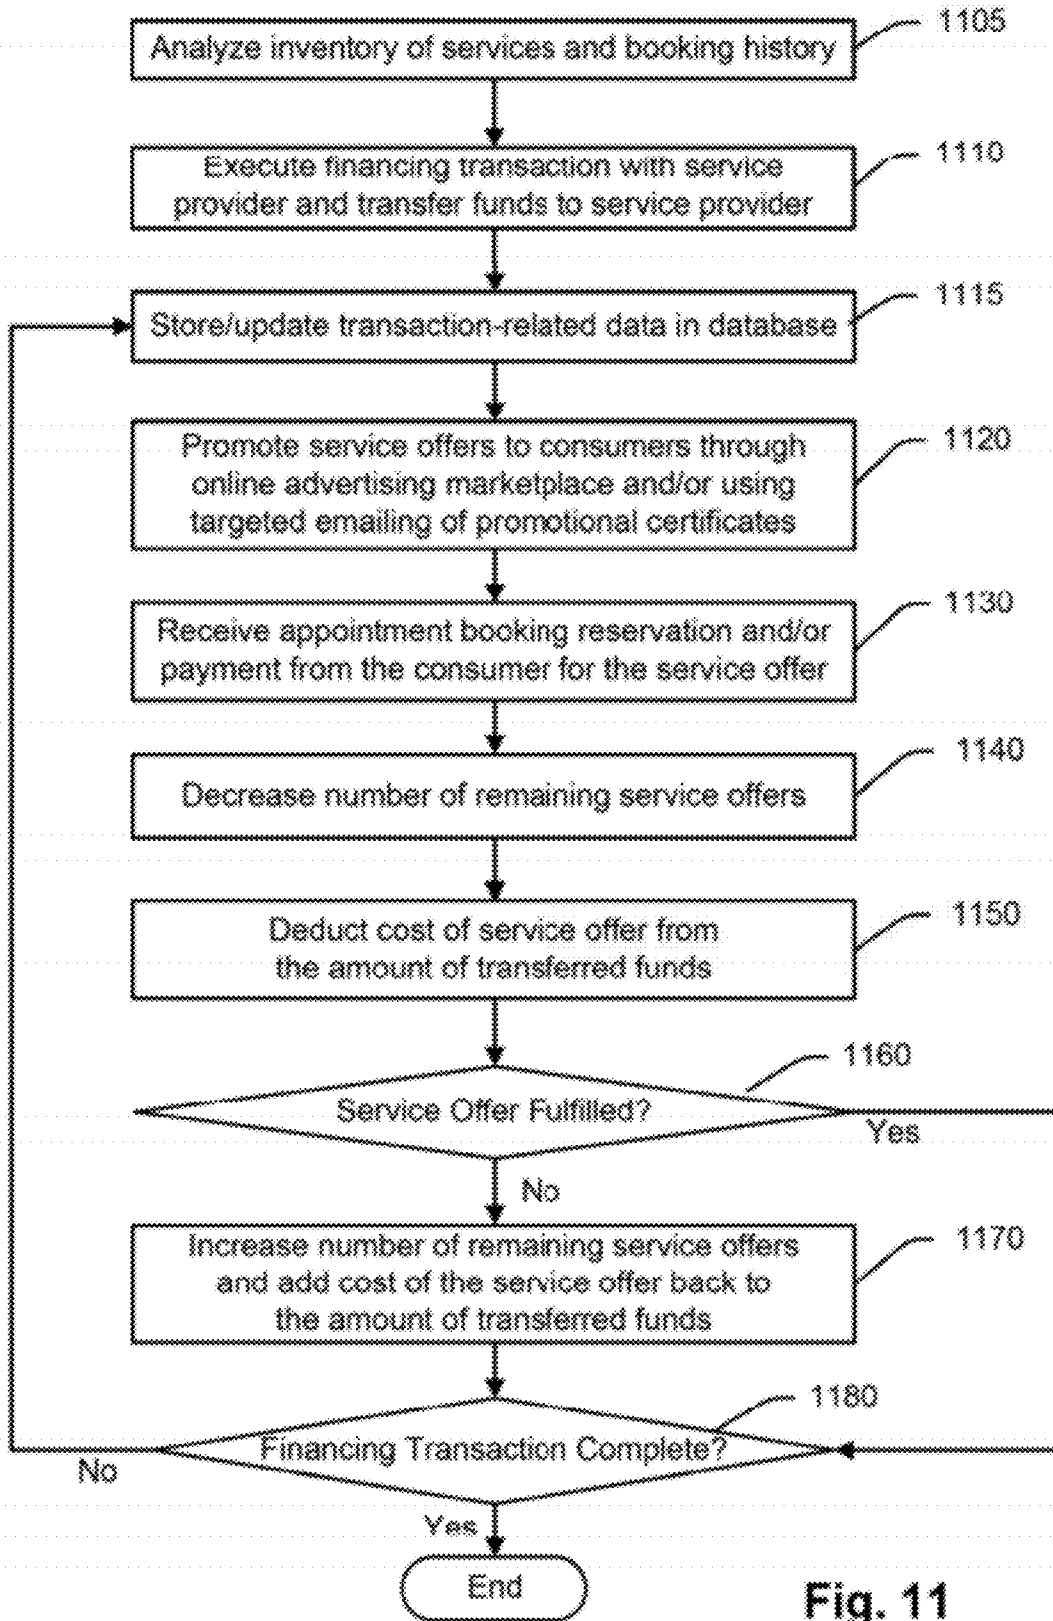 1105
Analyze inventory of services and booking history
1110
Execute financing transaction with service
provider and transfer funds to service provider
1115
Store/update transaction-related data in database
1120
Promote service offers to consumers through
online advertising marketplace and/or using
targeted emailing of promotional certificates
1130
Receive appointment booking reservation and/or
payment from the consumer for the service offer
1140
Decrease number of remaining service offers
1150
Deduct cost of service offer from
the amount of transferred funds
1160
Service Offer Fulfilled?
Yes
No
1170
Increase number of remaining service offers
and add cost of the service offer back to
the amount of transferred funds
1180
Financing Transaction Complete?
No
Yes
End
Fig. 11